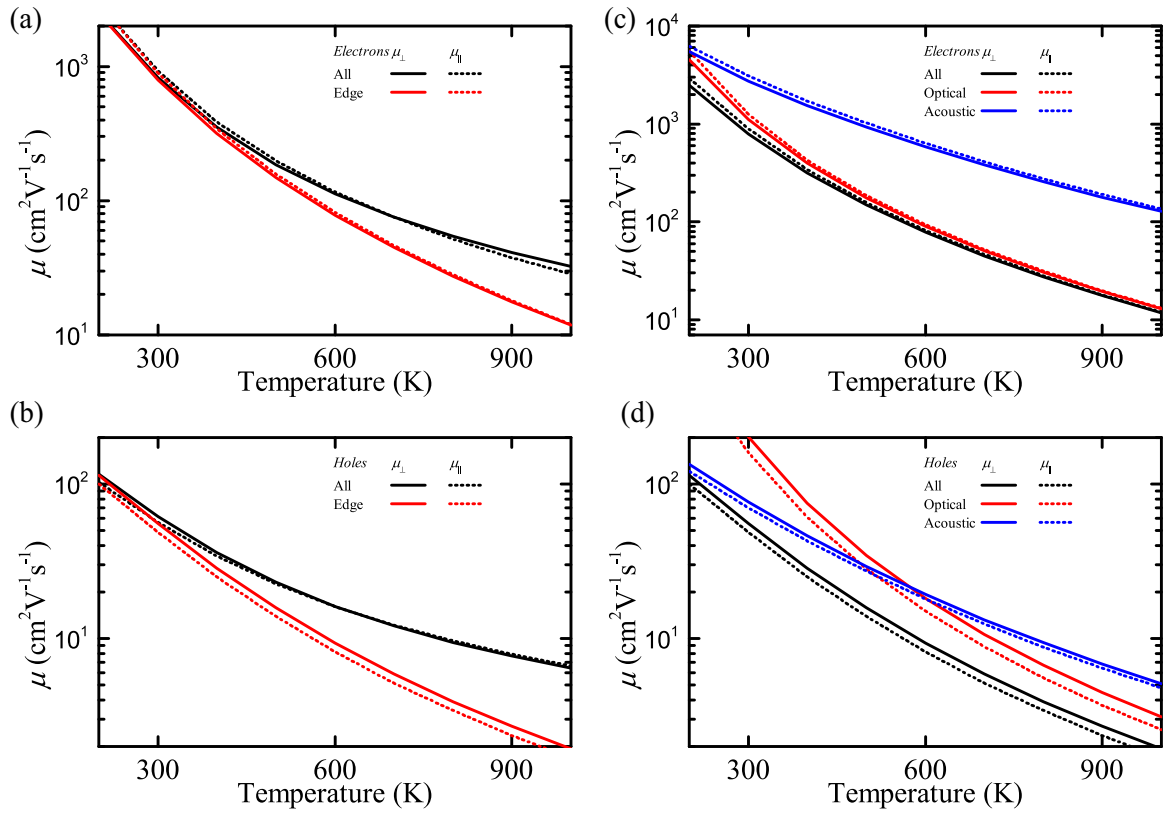 (a)
10³
10²
10¹
μ (cm²V⁻¹s⁻¹)
Electrons μ⊥ μ∥
All
Edge
300 600 900
Temperature (K)
(c)
10⁴
10³
10²
10¹
μ (cm²V⁻¹s⁻¹)
Electrons μ⊥ μ∥
All
Optical
Acoustic
300 600 900
Temperature (K)
(b)
10²
10¹
μ (cm²V⁻¹s⁻¹)
Holes μ⊥ μ∥
All
Edge
300 600 900
Temperature (K)
(d)
10²
10¹
μ (cm²V⁻¹s⁻¹)
Holes μ⊥ μ∥
All
Optical
Acoustic
300 600 900
Temperature (K)